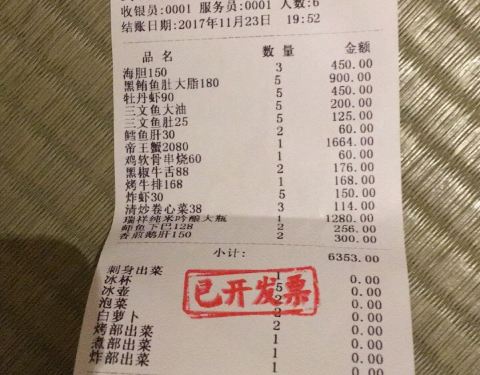 收银员:0001 服务员:0001 人数:6
结账日期:2017年11月23日 19:52
品名 数量 金额
海胆150 3 450.00
黑鲔鱼肚大脂180 5 900.00
牡丹虾90 5 450.00
三文鱼大油 5 200.00
三文鱼肚25 5 125.00
鳕鱼肝30 2 60.00
帝王蟹2080 1 1664.00
鸡软骨串烧60 1 60.00
黑椒牛舌88 2 176.00
烤牛排168 1 168.00
炸虾30 5 150.00
清炒卷心菜38 3 114.00
瑞祥纯米吟酿大瓶 1 1280.00
鰤鱼下巴128 2 256.00
香煎鹅肝150 2 300.00
小计: 6353.00
刺身出菜 1 0.00
冰杯 5 0.00
冰壶 2 0.00
泡菜 2 0.00
白萝卜 2 0.00
烤部出菜 1 0.00
煮部出菜 1 0.00
炸部出菜 1 0.00
已开发票